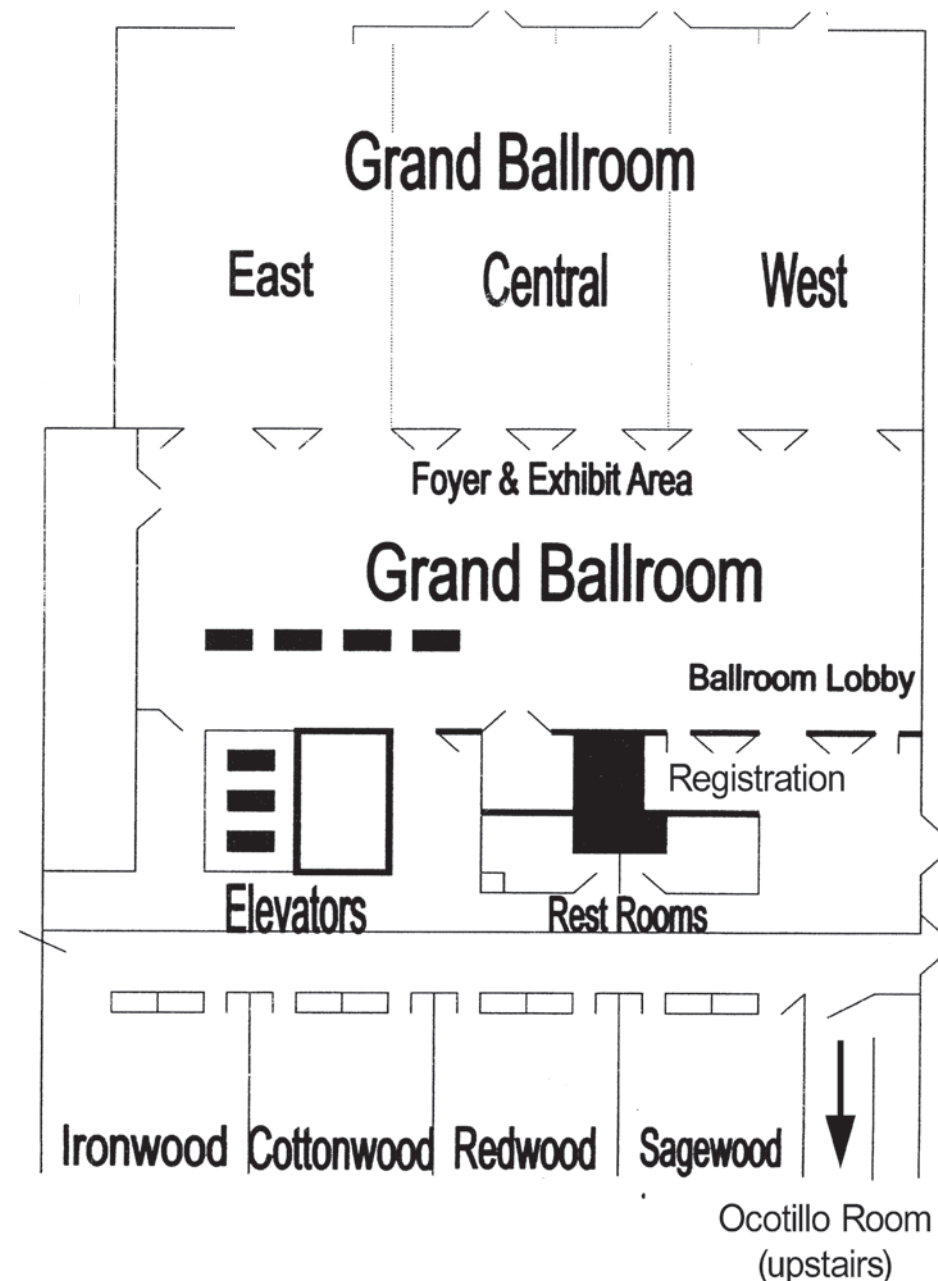 Grand Ballroom
East
Central
West
Foyer & Exhibit Area
Grand Ballroom
Ballroom Lobby
Registration
Elevators
Rest Rooms
Ironwood
Cottonwood
Redwood
Sagewood
Ocotillo Room
(upstairs)